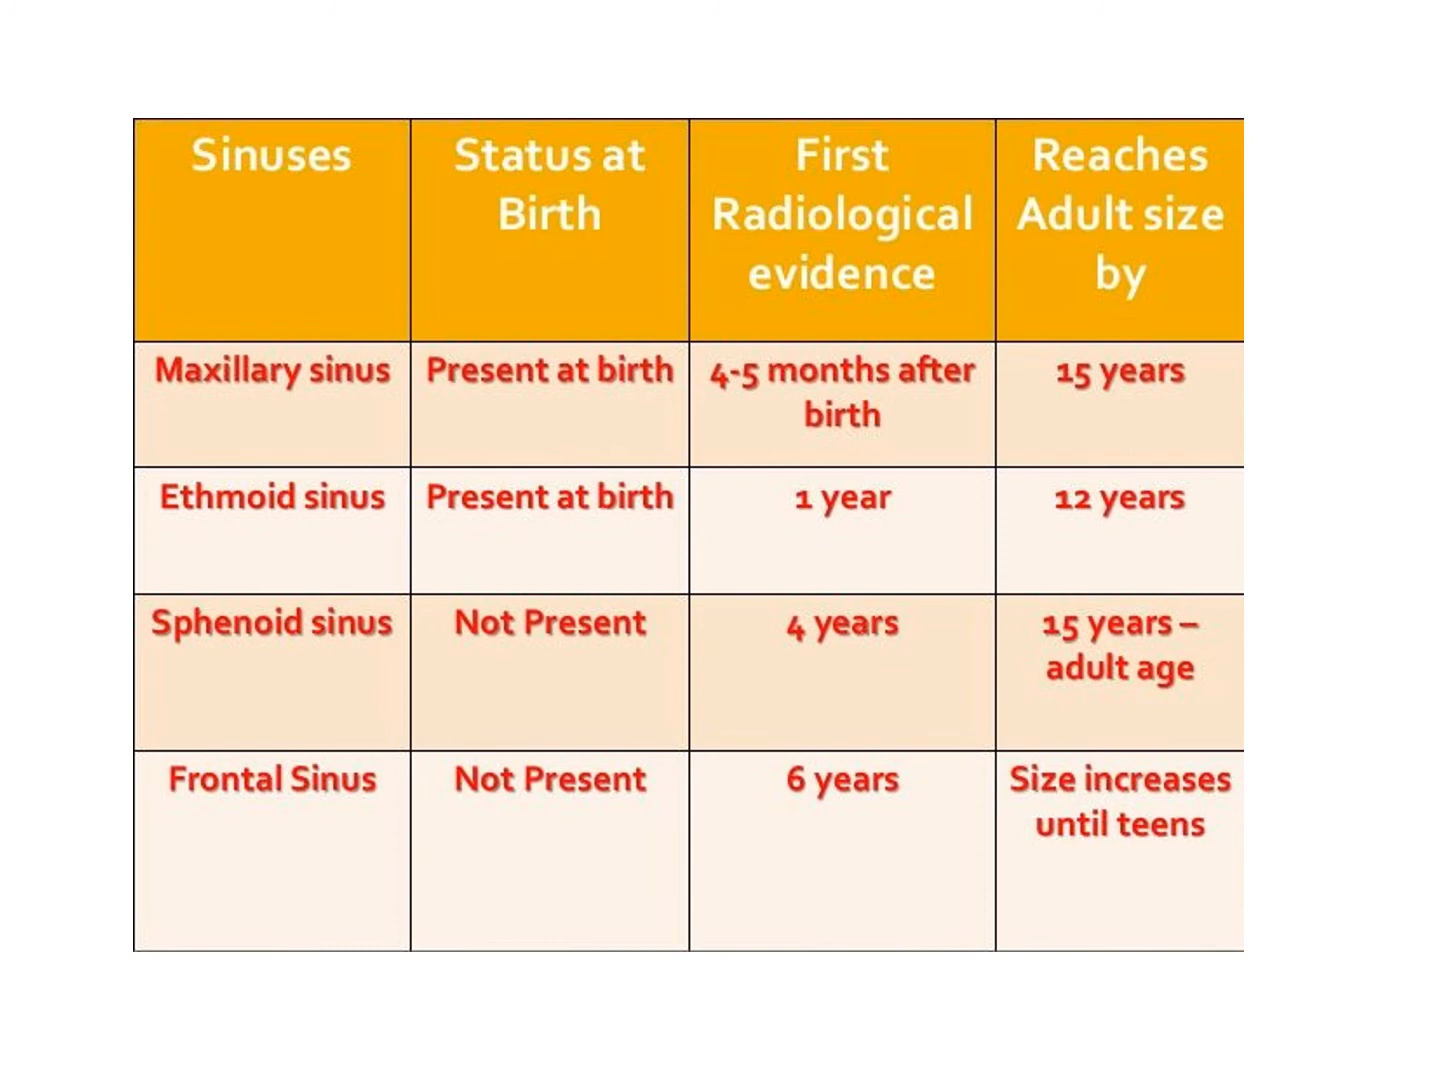 Sinuses
Status at
Birth
First
Radiological
evidence
Reaches
Adult size
by
Maxillary sinus
Present at birth
4-5 months after
birth
15 years
Ethmoid sinus
Present at birth
1 year
12 years
Sphenoid sinus
Not Present
4 years
15 years –
adult age
Frontal Sinus
Not Present
6 years
Size increases
until teens